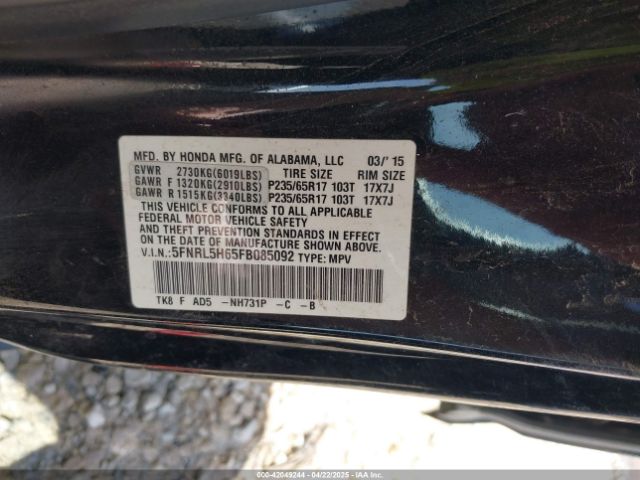 MFD. BY HONDA MFG. OF ALABAMA, LLC 03/'15
GVWR 2730KG(6019LBS) TIRE SIZE RIM SIZE
GAWR F 1320KG(2910LBS) P235/65R17 103T 17X7J
GAWR R 1515KG(3340LBS) P235/65R17 103T 17X7J
THIS VEHICLE CONFORMS TO ALL APPLICABLE
FEDERAL MOTOR VEHICLE SAFETY
AND THEFT PREVENTION STANDARDS IN EFFECT
ON THE DATE OF MANUFACTURE SHOWN ABOVE.
V.I.N.:5FNRL5H65FB085092 TYPE: MPV
TK8 F AD5 -NH731P -C -B
000-42049244 - 04/22/2025 - IAAI.COM